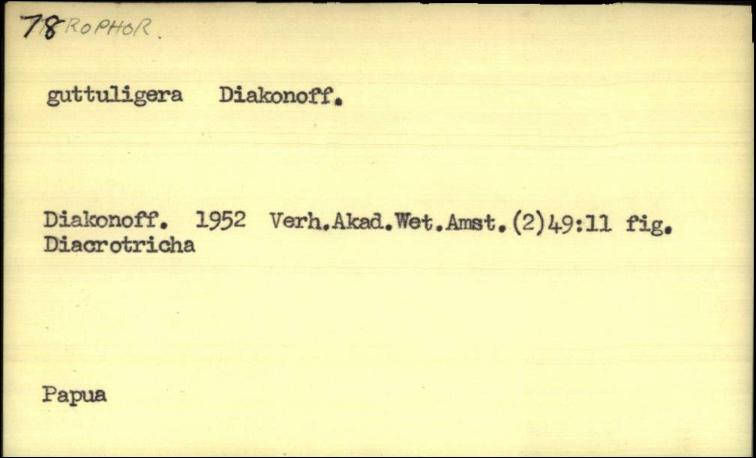 78 ROPHOR.
guttuligera Diakonoff.
Diakonoff. 1952 Verh.Akad.Wet.Amst.(2)49:11 fig.
Diacrotricha
Papua